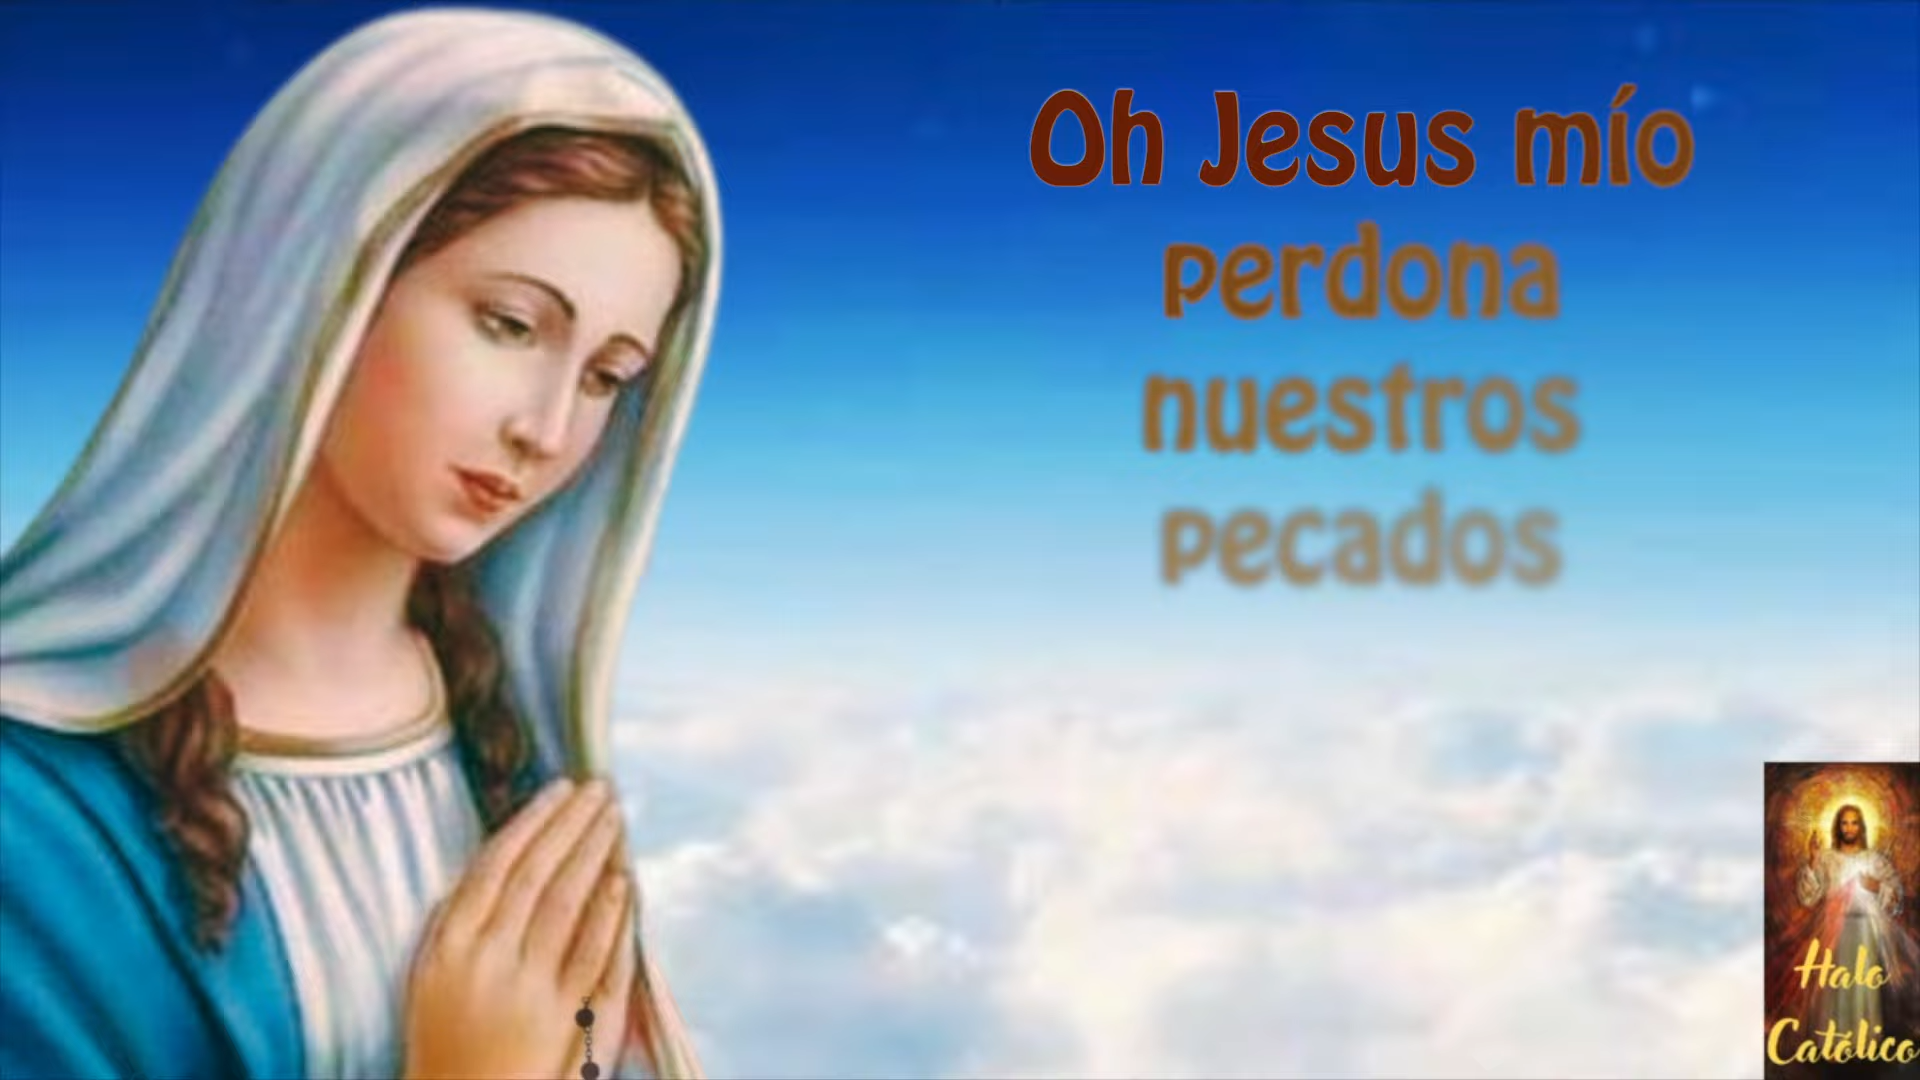 Oh Jesus mío
perdona
nuestros
pecados
Halo
Católico